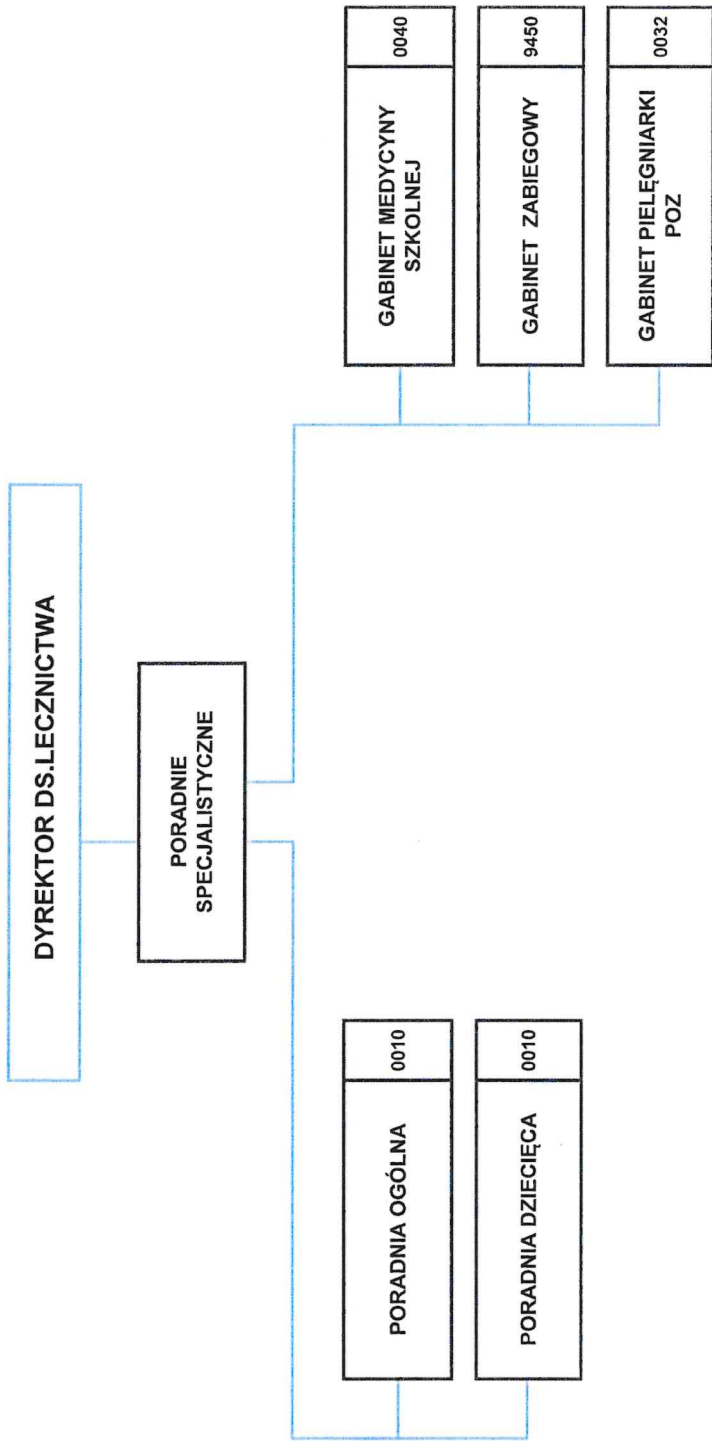 DYREKTOR DS.LECZNICTWA
PORADNIE
SPECJALISTYCZNE
PORADNIA OGÓLNA
0010
PORADNIA DZIECIĘCA
0010
GABINET MEDYCYNY
SZKOLNEJ
0040
GABINET ZABIEGOWY
9450
GABINET PIELĘGNIARKI
POZ
0032